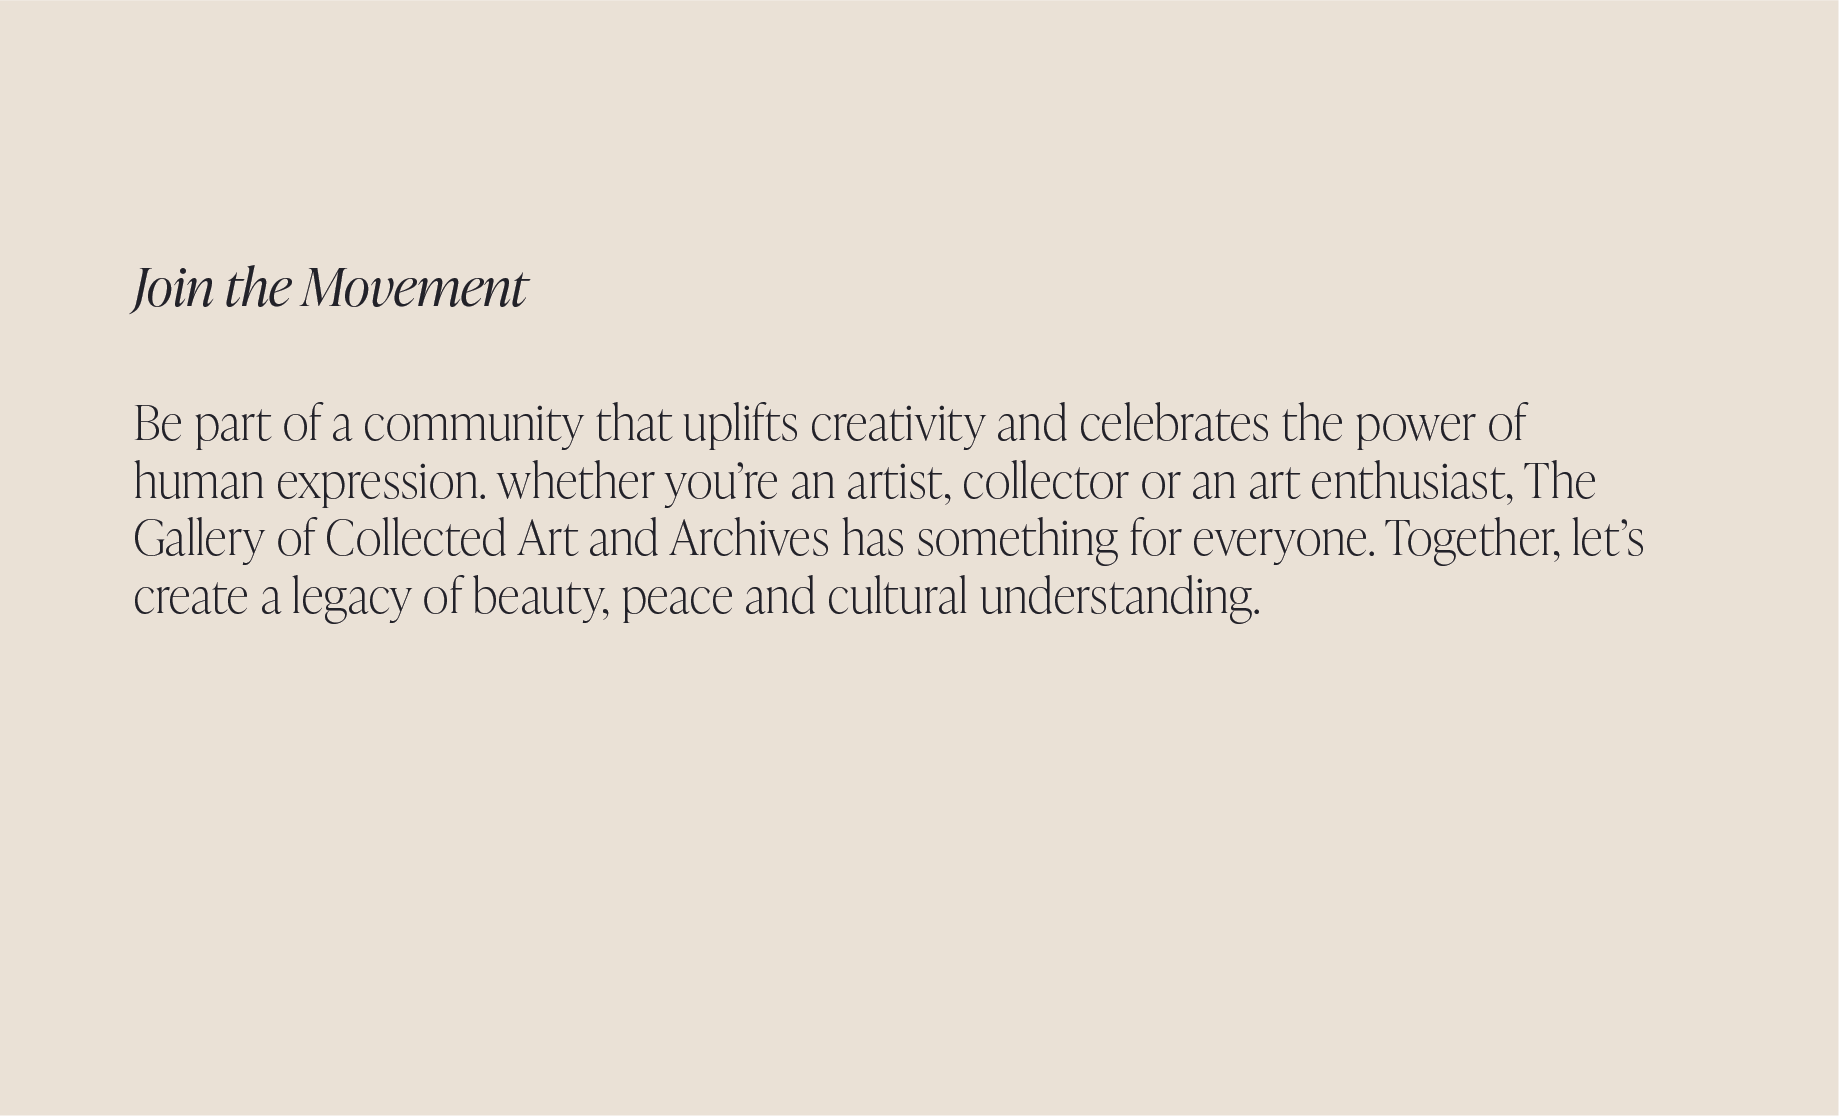 Join the Movement
Be part of a community that uplifts creativity and celebrates the power of
human expression. whether you’re an artist, collector or an art enthusiast, The
Gallery of Collected Art and Archives has something for everyone. Together, let’s
create a legacy of beauty, peace and cultural understanding.